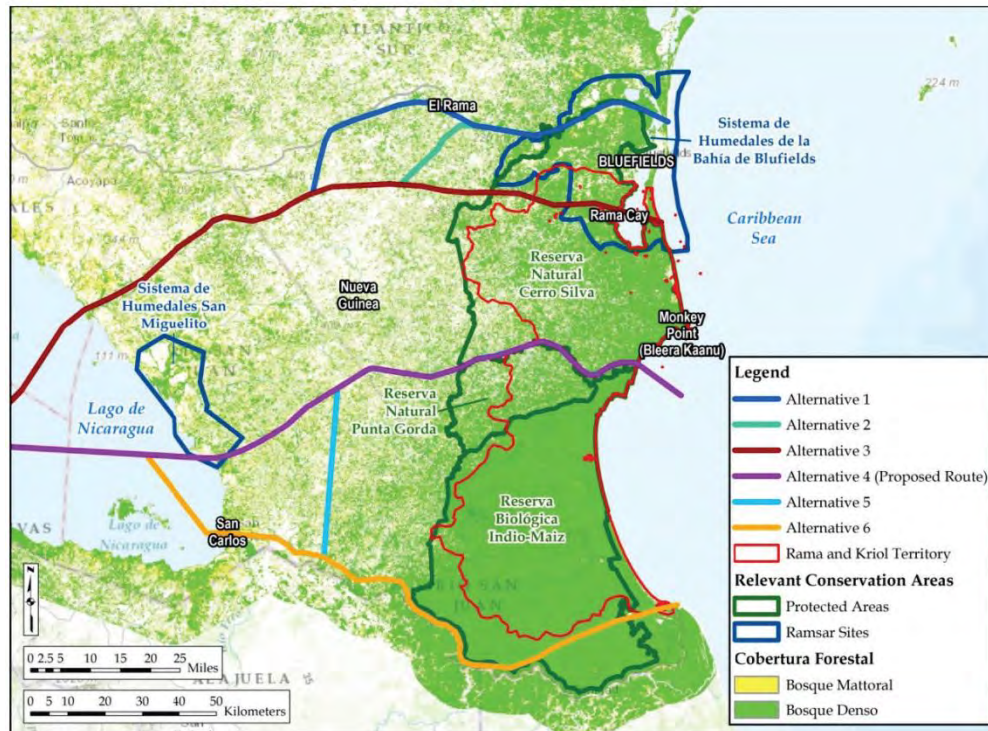 ATLANTICO
SUR
224 m
El Rama
Santo
Acoyapa
Sistema de
Humedales de la
Bahía de Blufields
BLUEFIELDS
ALES
Rama Cay
Caribbean
Sea
Reserva
Natural
Cerro Silva
Nueva
Guinea
Sistema de
Humedales San
Miguelito
Monkey
Point
(Bleera Kaanu)
111 m
Lago de
Nicaragua
Reserva
Natural
Punta Gorda
Reserva
Biológica
Indio-Maíz
San
Carlos
Lago de
Nicaragua
VAS
JUAN
N
0 2.5 5 10 15 20 25
Miles
ALAJUELA
0 5 10 20 30 40 50
Kilometers
Legend
Alternative 1
Alternative 2
Alternative 3
Alternative 4 (Proposed Route)
Alternative 5
Alternative 6
Rama and Kriol Territory
Relevant Conservation Areas
Protected Areas
Ramsar Sites
Cobertura Forestal
Bosque Mattoral
Bosque Denso